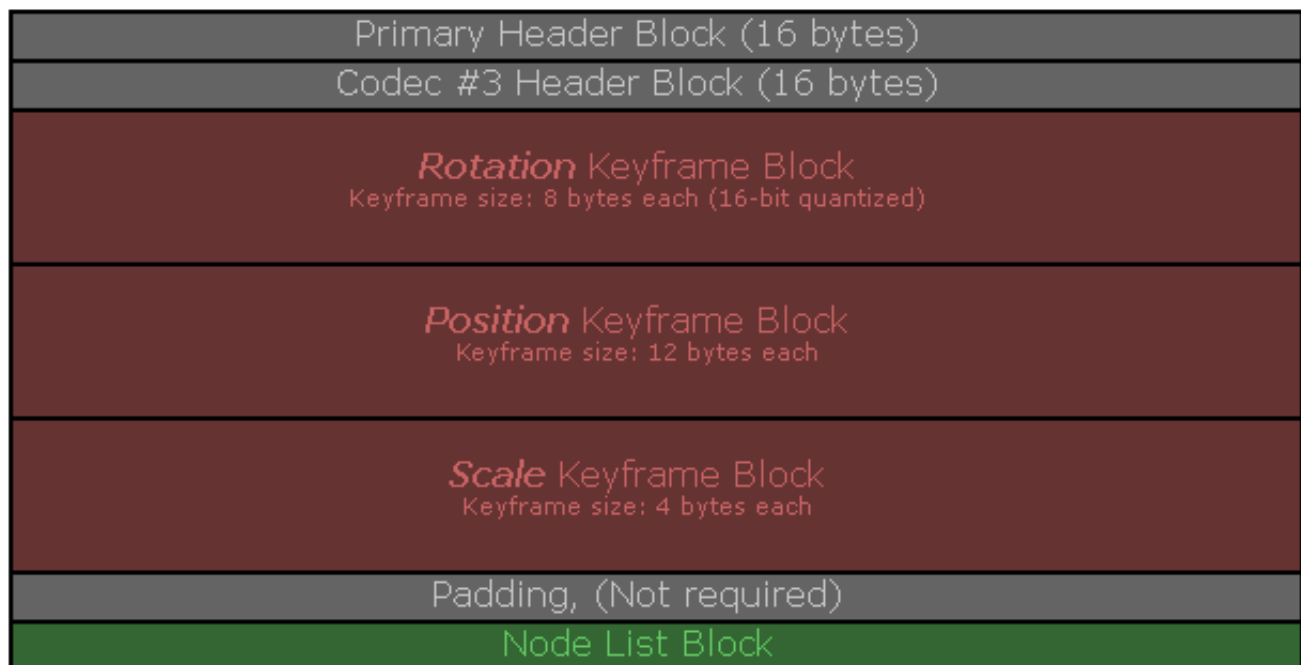 Primary Header Block (16 bytes)
Codec #3 Header Block (16 bytes)
Rotation Keyframe Block
Keyframe size: 8 bytes each (16-bit quantized)
Position Keyframe Block
Keyframe size: 12 bytes each
Scale Keyframe Block
Keyframe size: 4 bytes each
Padding, (Not required)
Node List Block